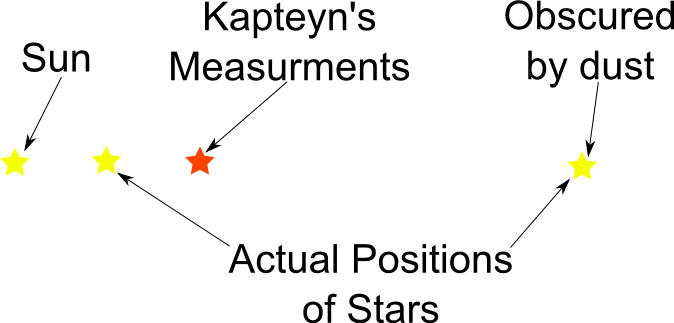 Sun
Kapteyn's
Measurments
Obscured
by dust
Actual Positions
of Stars